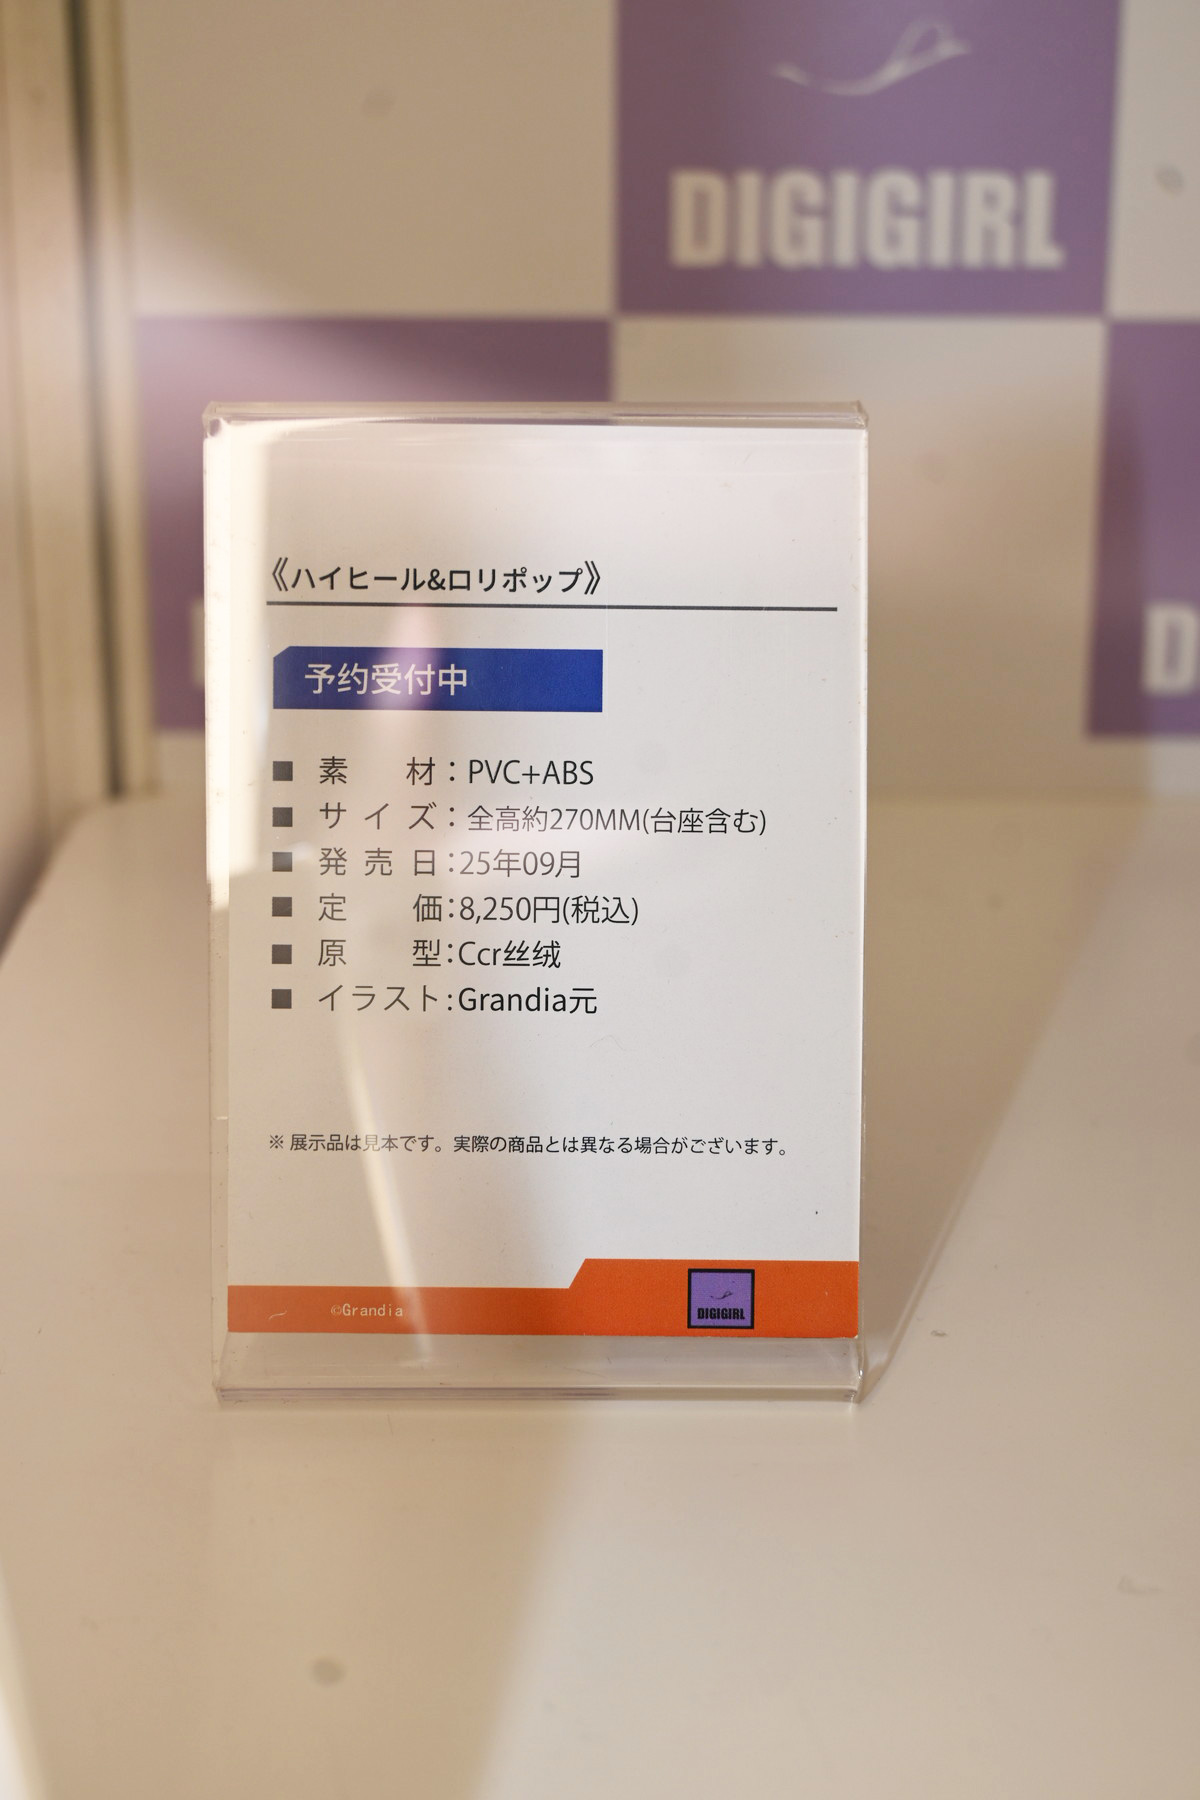 DIGIGIRL
D
《ハイヒール&ロリポップ》
予約受付中
■ 素材：PVC+ABS
■ サイズ：全高約270MM(台座含む)
■ 発売日:25年09月
■ 定価:8,250円(税込)
■ 原型:Ccr丝绒
■ イラスト:Grandia元
※ 展示品は見本です。実際の商品とは異なる場合がございます。
©Grandia
DIGIGIRL